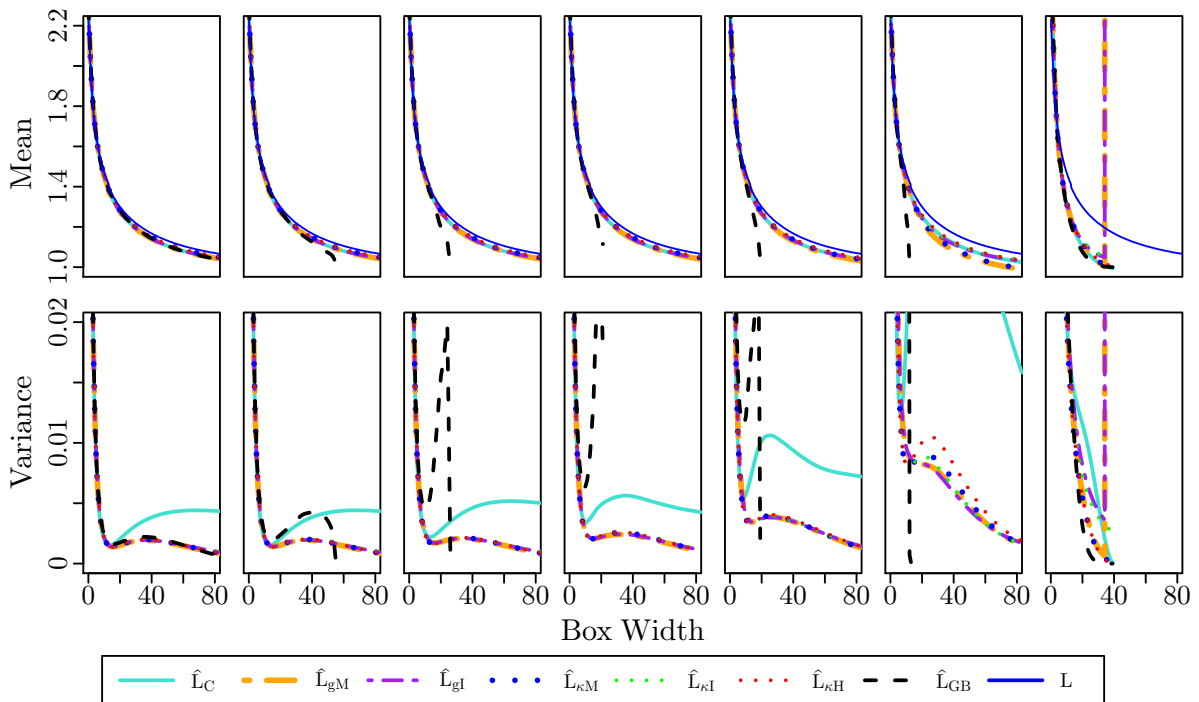 Mean
2.2
1.8
1.4
1.0
Variance
0.02
0.01
0
0 40 80 0 40 80 0 40 80 0 40 80 0 40 80 0 40 80 0 40 80
Box Width
L̂C L̂gM L̂gI L̂κM L̂κI L̂κH L̂GB L